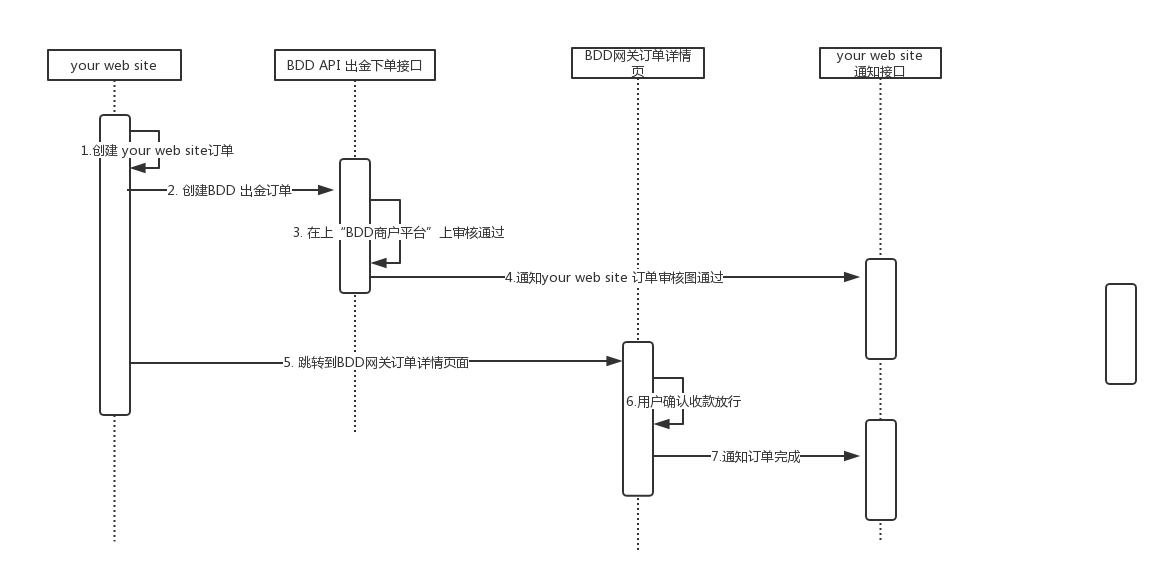 your web site
BDD API 出金下单接口
BDD网关订单详情
页
your web site
通知接口
1.创建 your web site订单
2. 创建BDD 出金订单
3. 在上“BDD商户平台”上审核通过
4.通知your web site 订单审核图通过
5. 跳转到BDD网关订单详情页面
6.用户确认收款放行
7.通知订单完成